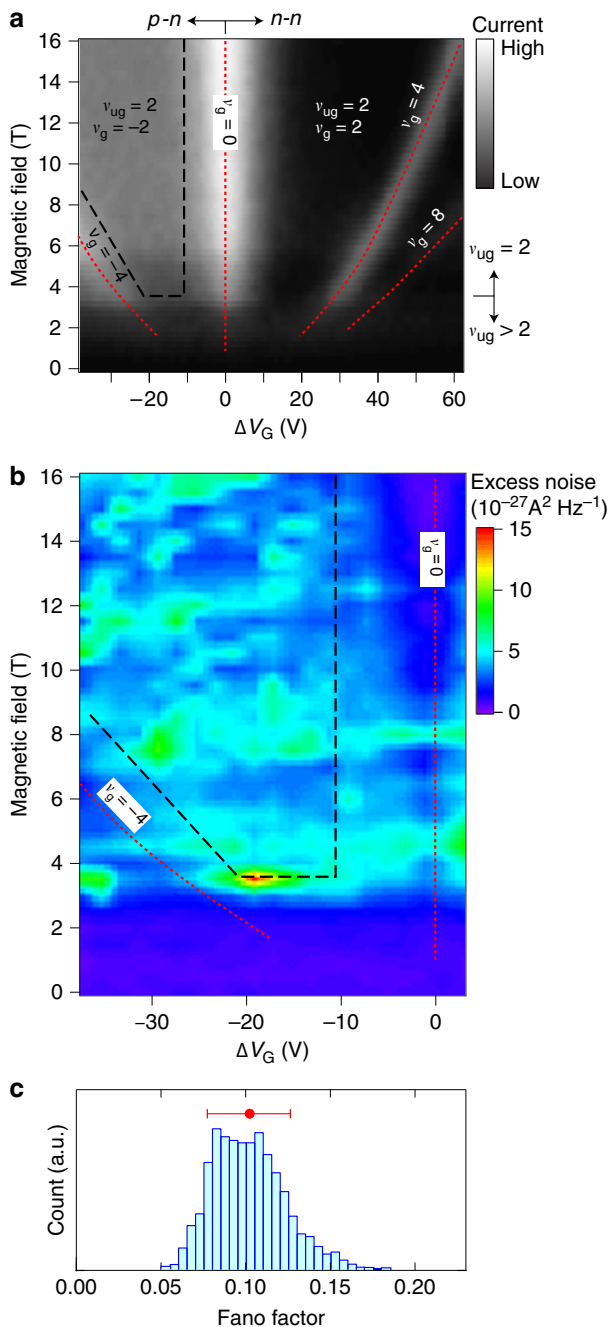 a
p-n
n-n
Current
High
Low
Magnetic field (T)
16
14
12
10
8
6
4
2
0
νug = 2
νg = −2
νg = 0
νug = 2
νg = 2
νg = 4
νg = 8
νg = −4
νug = 2
νug > 2
−20
0
20
40
60
ΔVG (V)
b
Excess noise
(10−27A2 Hz−1)
15
10
5
0
Magnetic field (T)
16
14
12
10
8
6
4
2
0
νg = 0
νg = −4
−30
−20
−10
0
ΔVG (V)
c
Count (a.u.)
0.00
0.05
0.10
0.15
0.20
Fano factor